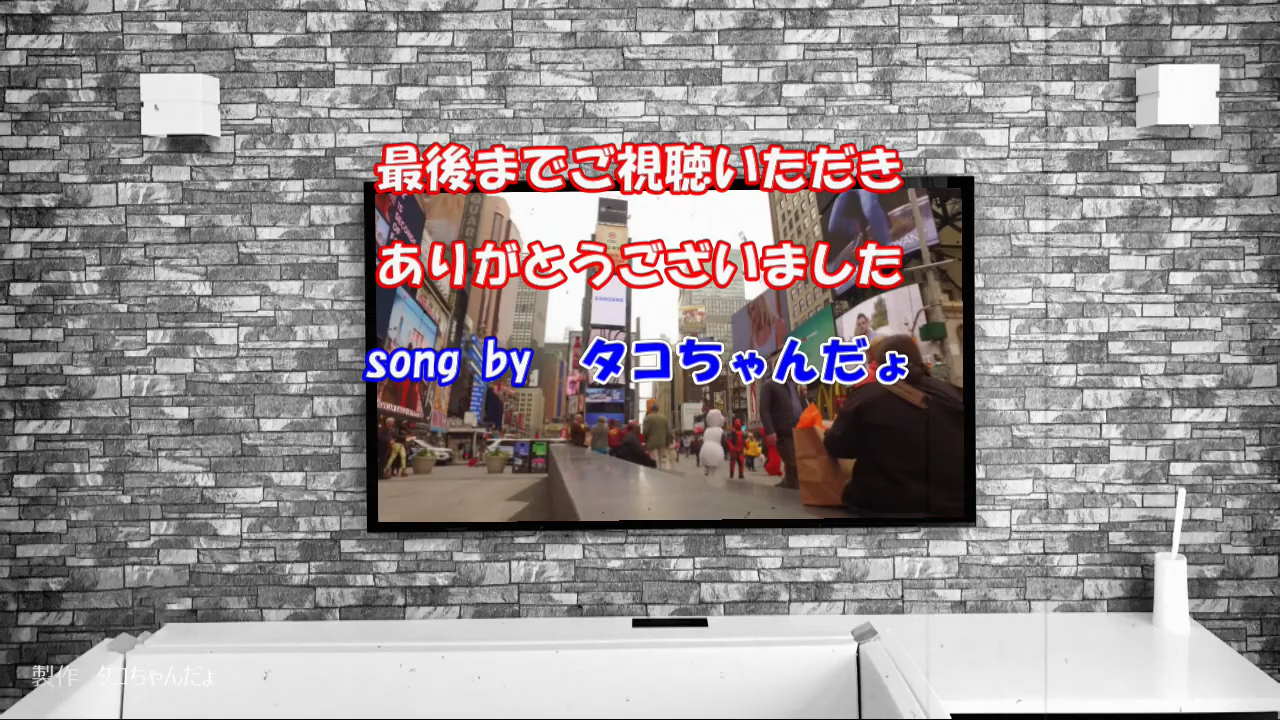 最後までご視聴いただき
ありがとうございました
song by　タコちゃんだょ
製作　タコちゃんだょ